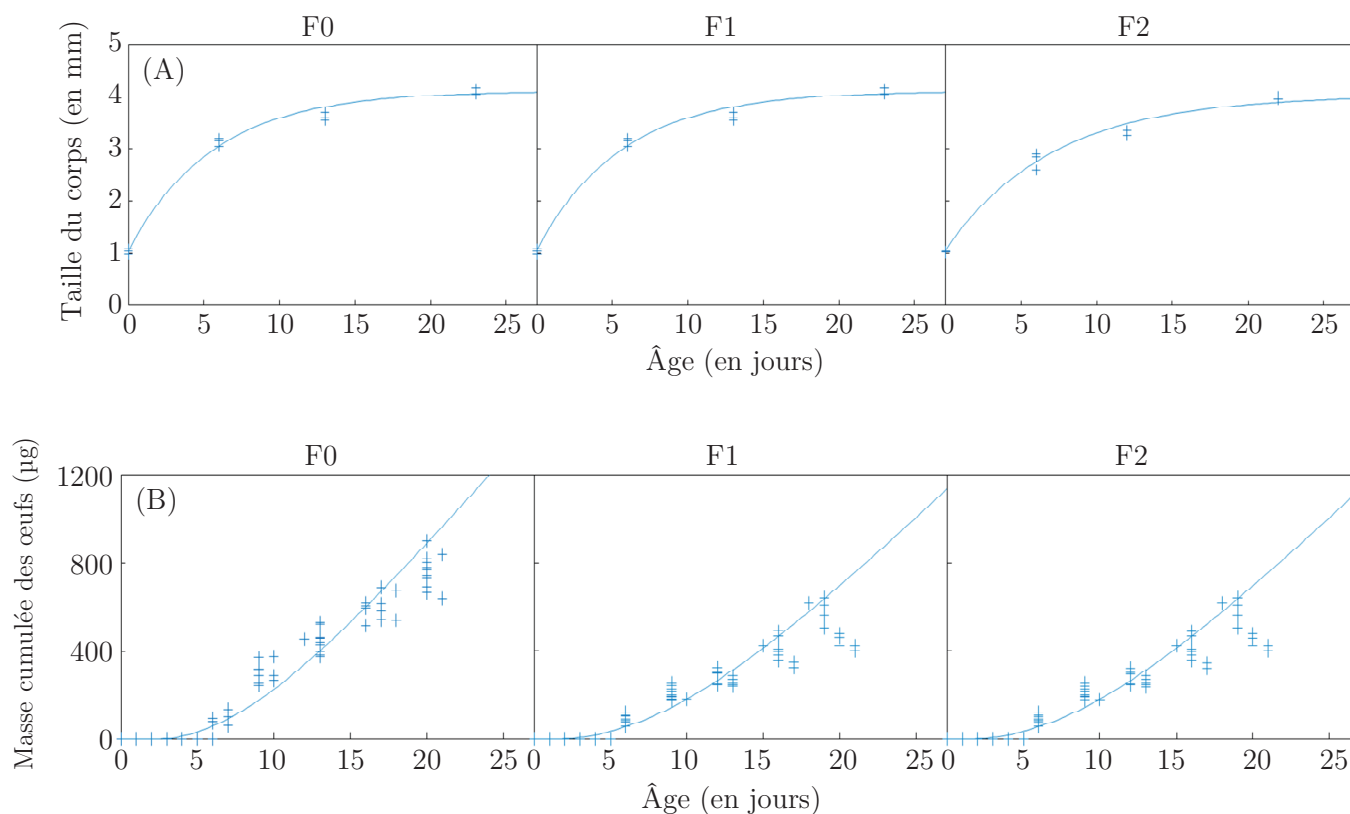 F0 F1 F2
(A)
Taille du corps (en mm)
5
4
3
2
1
0
0 5 10 15 20 25 0 5 10 15 20 25 0 5 10 15 20 25
Âge (en jours)
F0 F1 F2
(B)
Masse cumulée des œufs (µg)
1200
800
400
0
0 5 10 15 20 25 0 5 10 15 20 25 0 5 10 15 20 25
Âge (en jours)